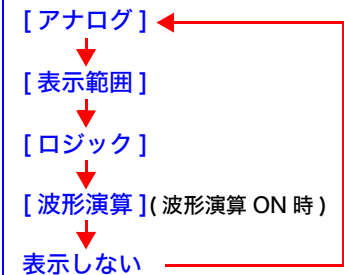 [ アナログ ]
[ 表示範囲 ]
[ ロジック ]
[ 波形演算 ]( 波形演算 ON 時 )
表示しない